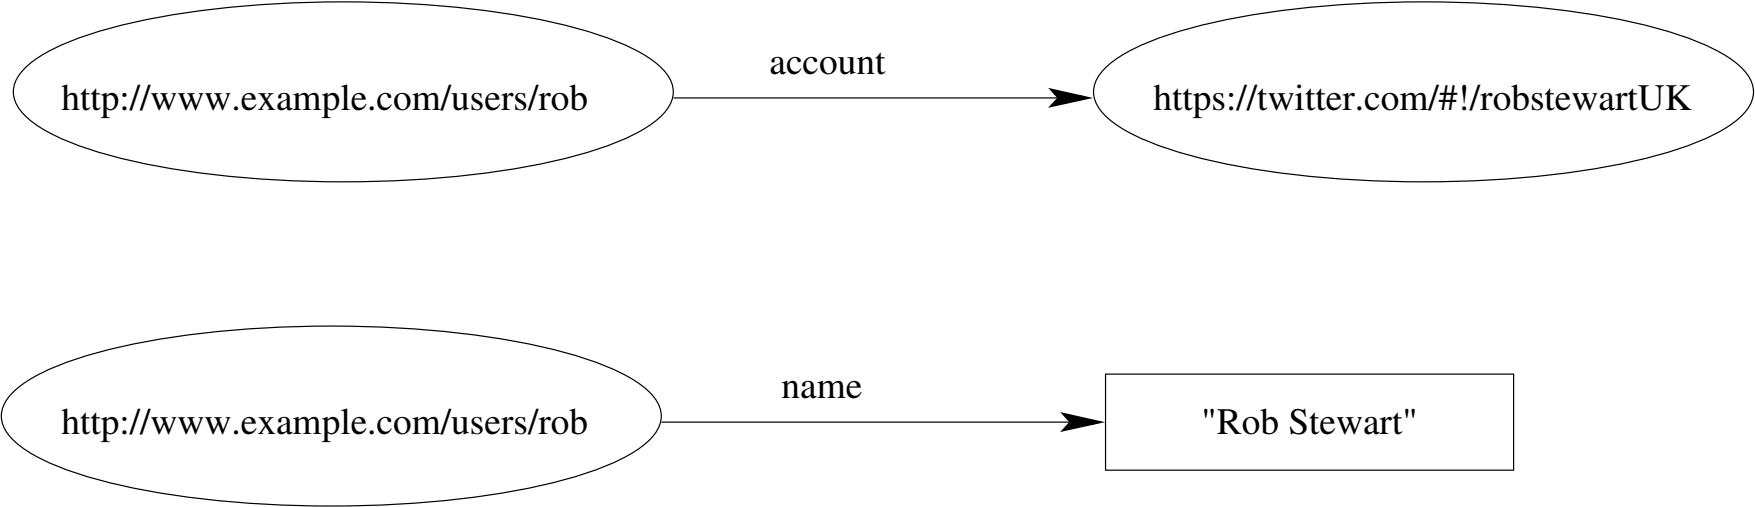 account
http://www.example.com/users/rob
https://twitter.com/#!/robstewartUK
name
http://www.example.com/users/rob
"Rob Stewart"